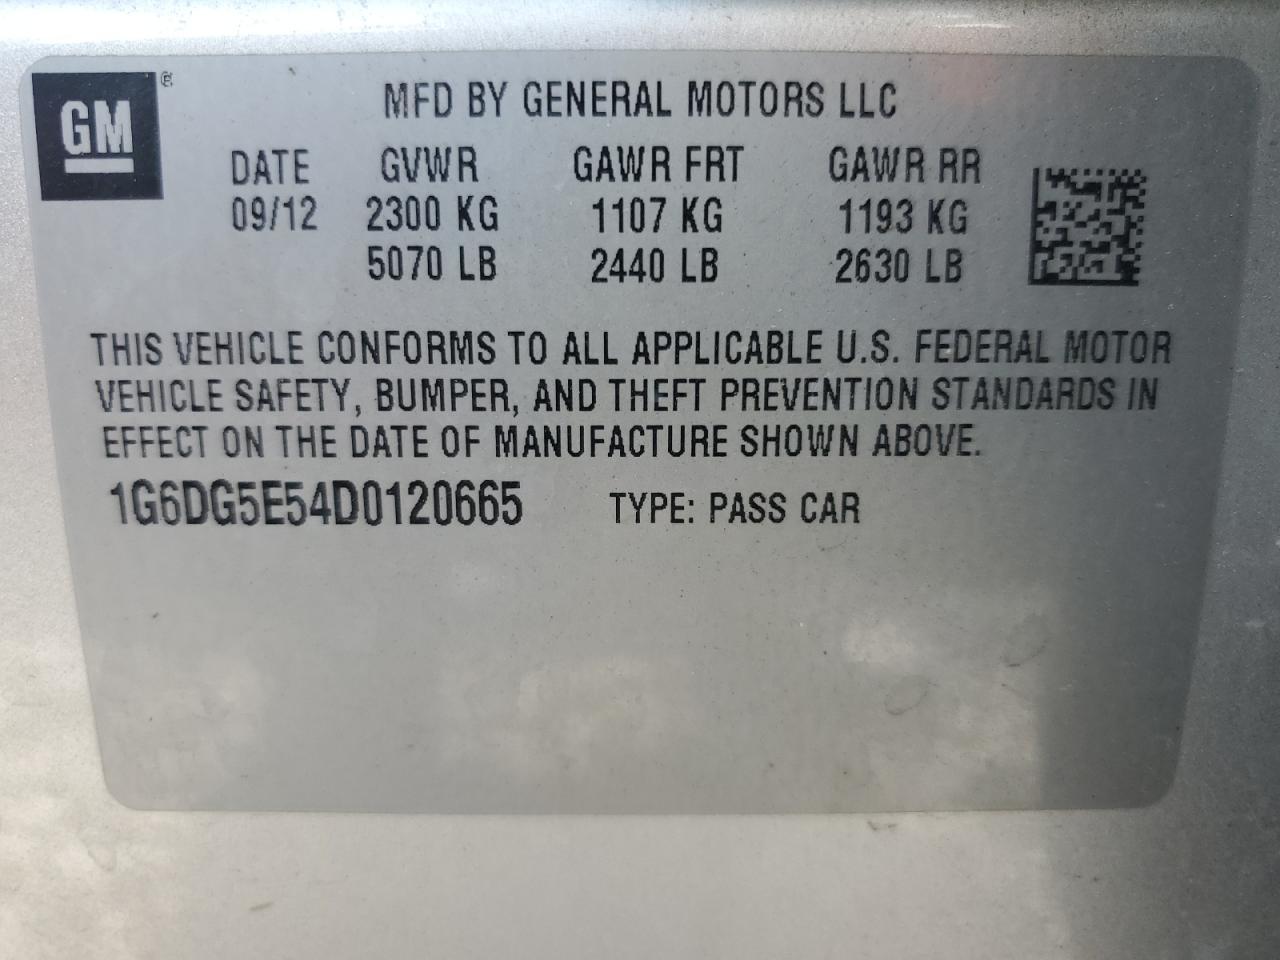 GM®
MFD BY GENERAL MOTORS LLC
DATE GVWR GAWR FRT GAWR RR
09/12 2300 KG 1107 KG 1193 KG
5070 LB 2440 LB 2630 LB
THIS VEHICLE CONFORMS TO ALL APPLICABLE U.S. FEDERAL MOTOR
VEHICLE SAFETY, BUMPER, AND THEFT PREVENTION STANDARDS IN
EFFECT ON THE DATE OF MANUFACTURE SHOWN ABOVE.
1G6DG5E54D0120665 TYPE: PASS CAR